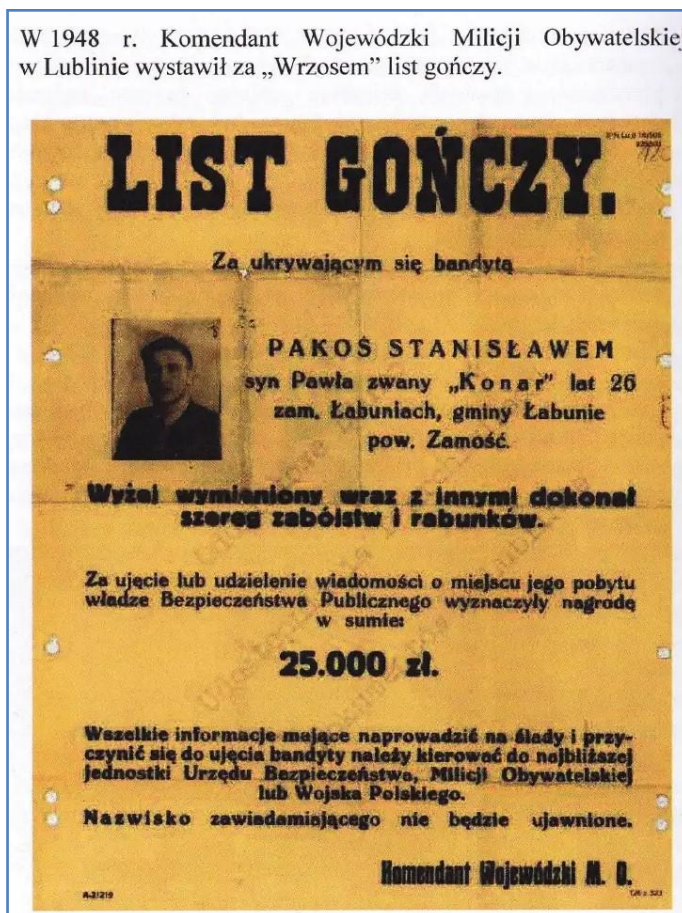 W 1948 r. Komendant Wojewódzki Milicji Obywatelskiej
w Lublinie wystawił za „Wrzosem” list gończy.
LIST GOŃCZY.
Za ukrywającym się bandytą
PAKOS STANISŁAWEM
syn Pawła zwany „Konar” lat 26
zam. Łabuniach, gminy Łabunie
pow. Zamość.
Wyżej wymieniony wraz z innymi dokonał
szereg zabójstw i rabunków.
Za ujęcie lub udzielenie wiadomości o miejscu jego pobytu
władze Bezpieczeństwa Publicznego wyznaczyły nagrodę
w sumie:
25.000 zł.
Wszelkie informacje mające naprowadzić na ślady i przy-
czynić się do ujęcia bandyty należy kierować do najbliższej
jednostki Urzędu Bezpieczeństwa, Milicji Obywatelskiej
lub Wojska Polskiego.
Nazwisko zawiadamiającego nie będzie ujawnione.
Komendant Wojewódzki M. O.
A-21219